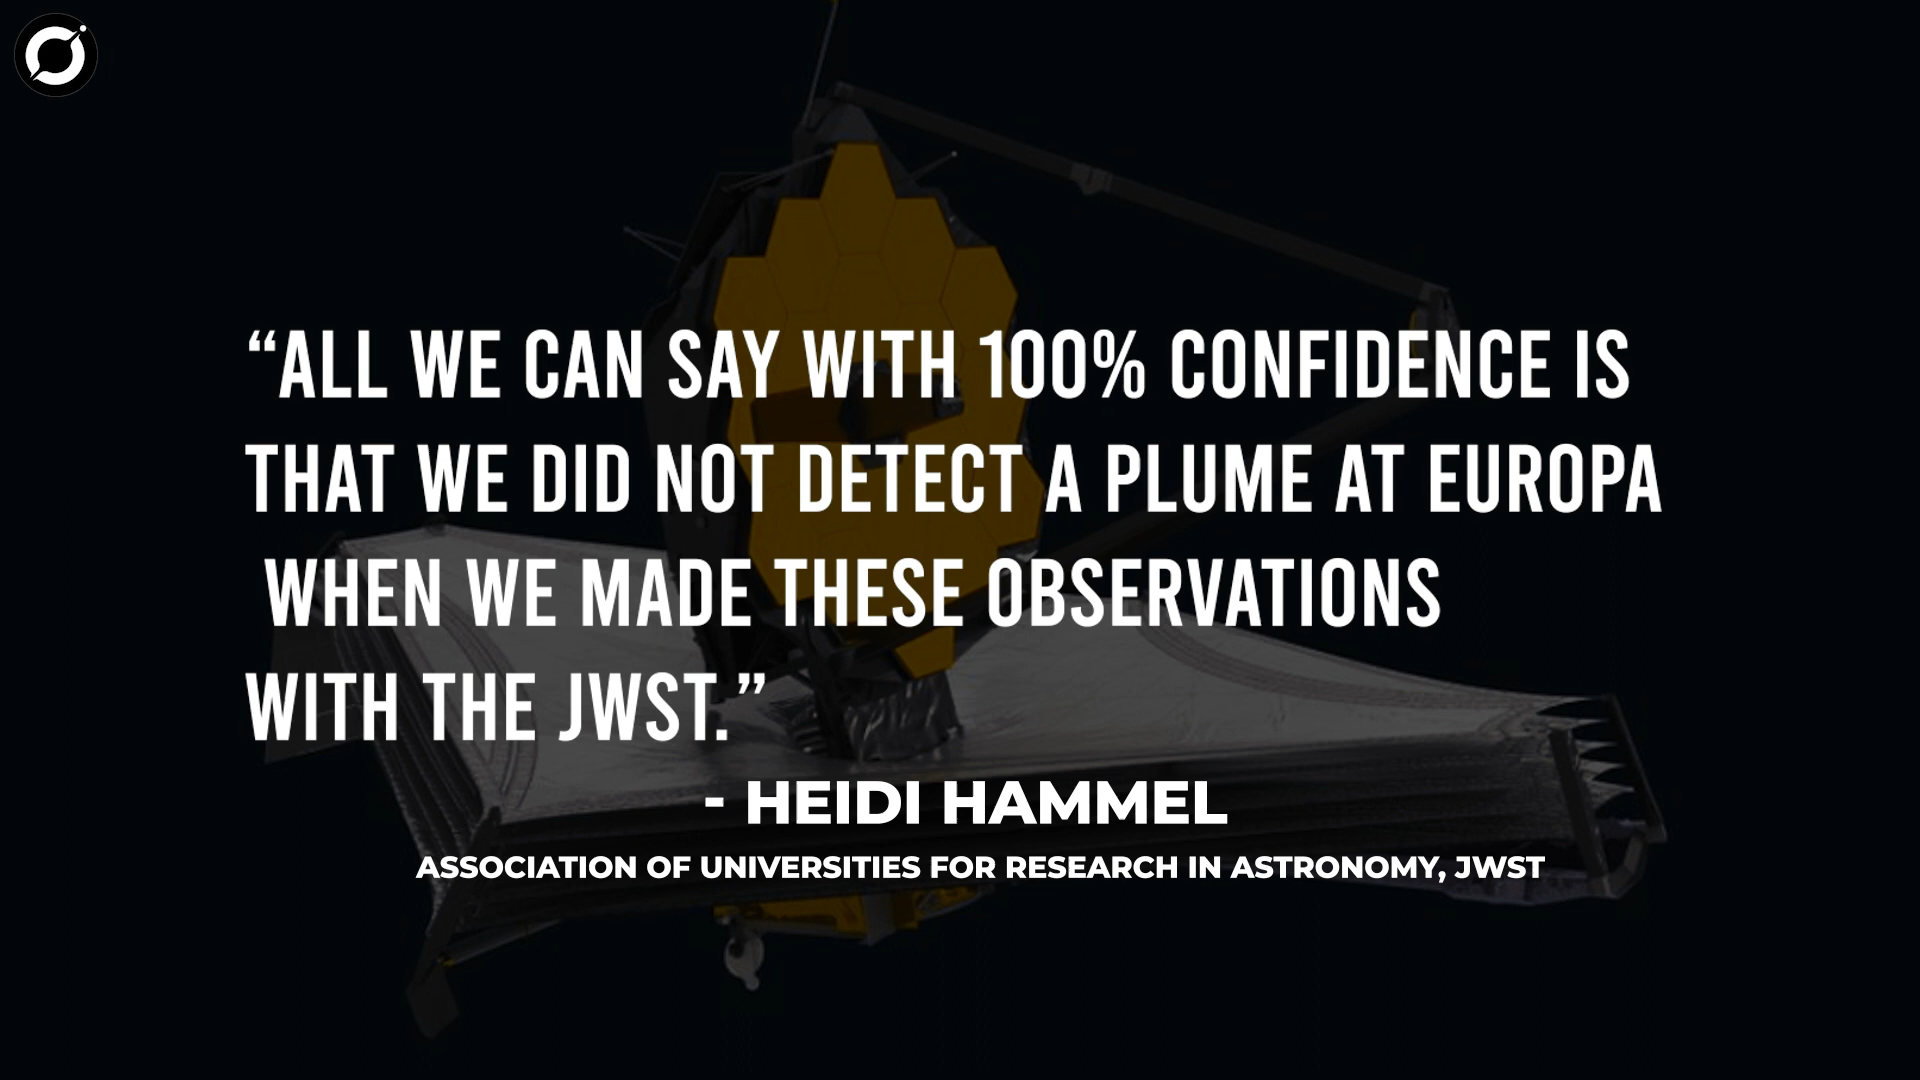 “ALL WE CAN SAY WITH 100% CONFIDENCE IS
THAT WE DID NOT DETECT A PLUME AT EUROPA
WHEN WE MADE THESE OBSERVATIONS
WITH THE JWST.”
- HEIDI HAMMEL
ASSOCIATION OF UNIVERSITIES FOR RESEARCH IN ASTRONOMY, JWST